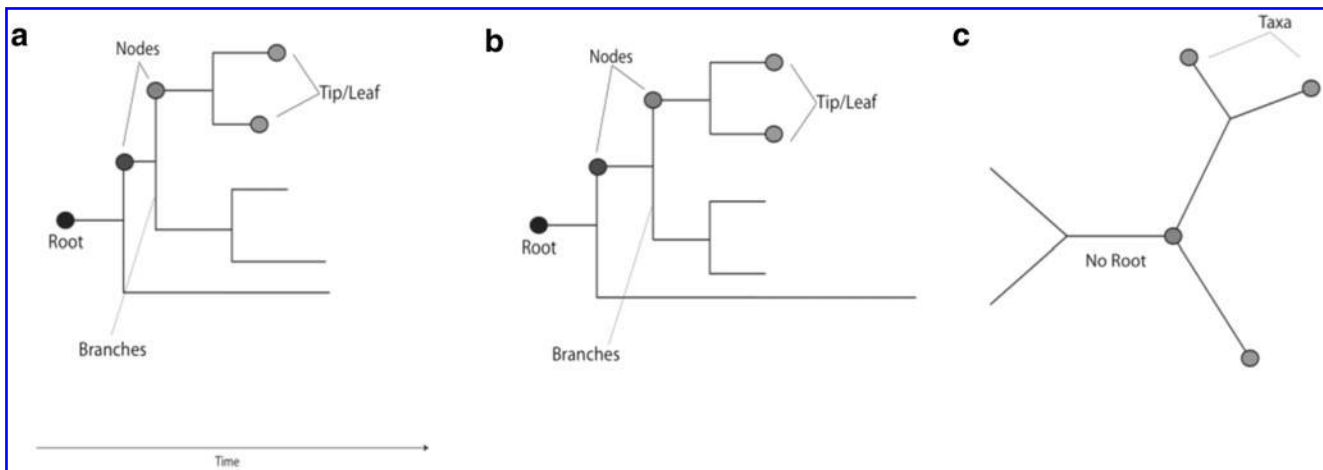 a
Nodes
Tip/Leaf
Root
Branches
Time
b
Nodes
Tip/Leaf
Root
Branches
c
Taxa
No Root